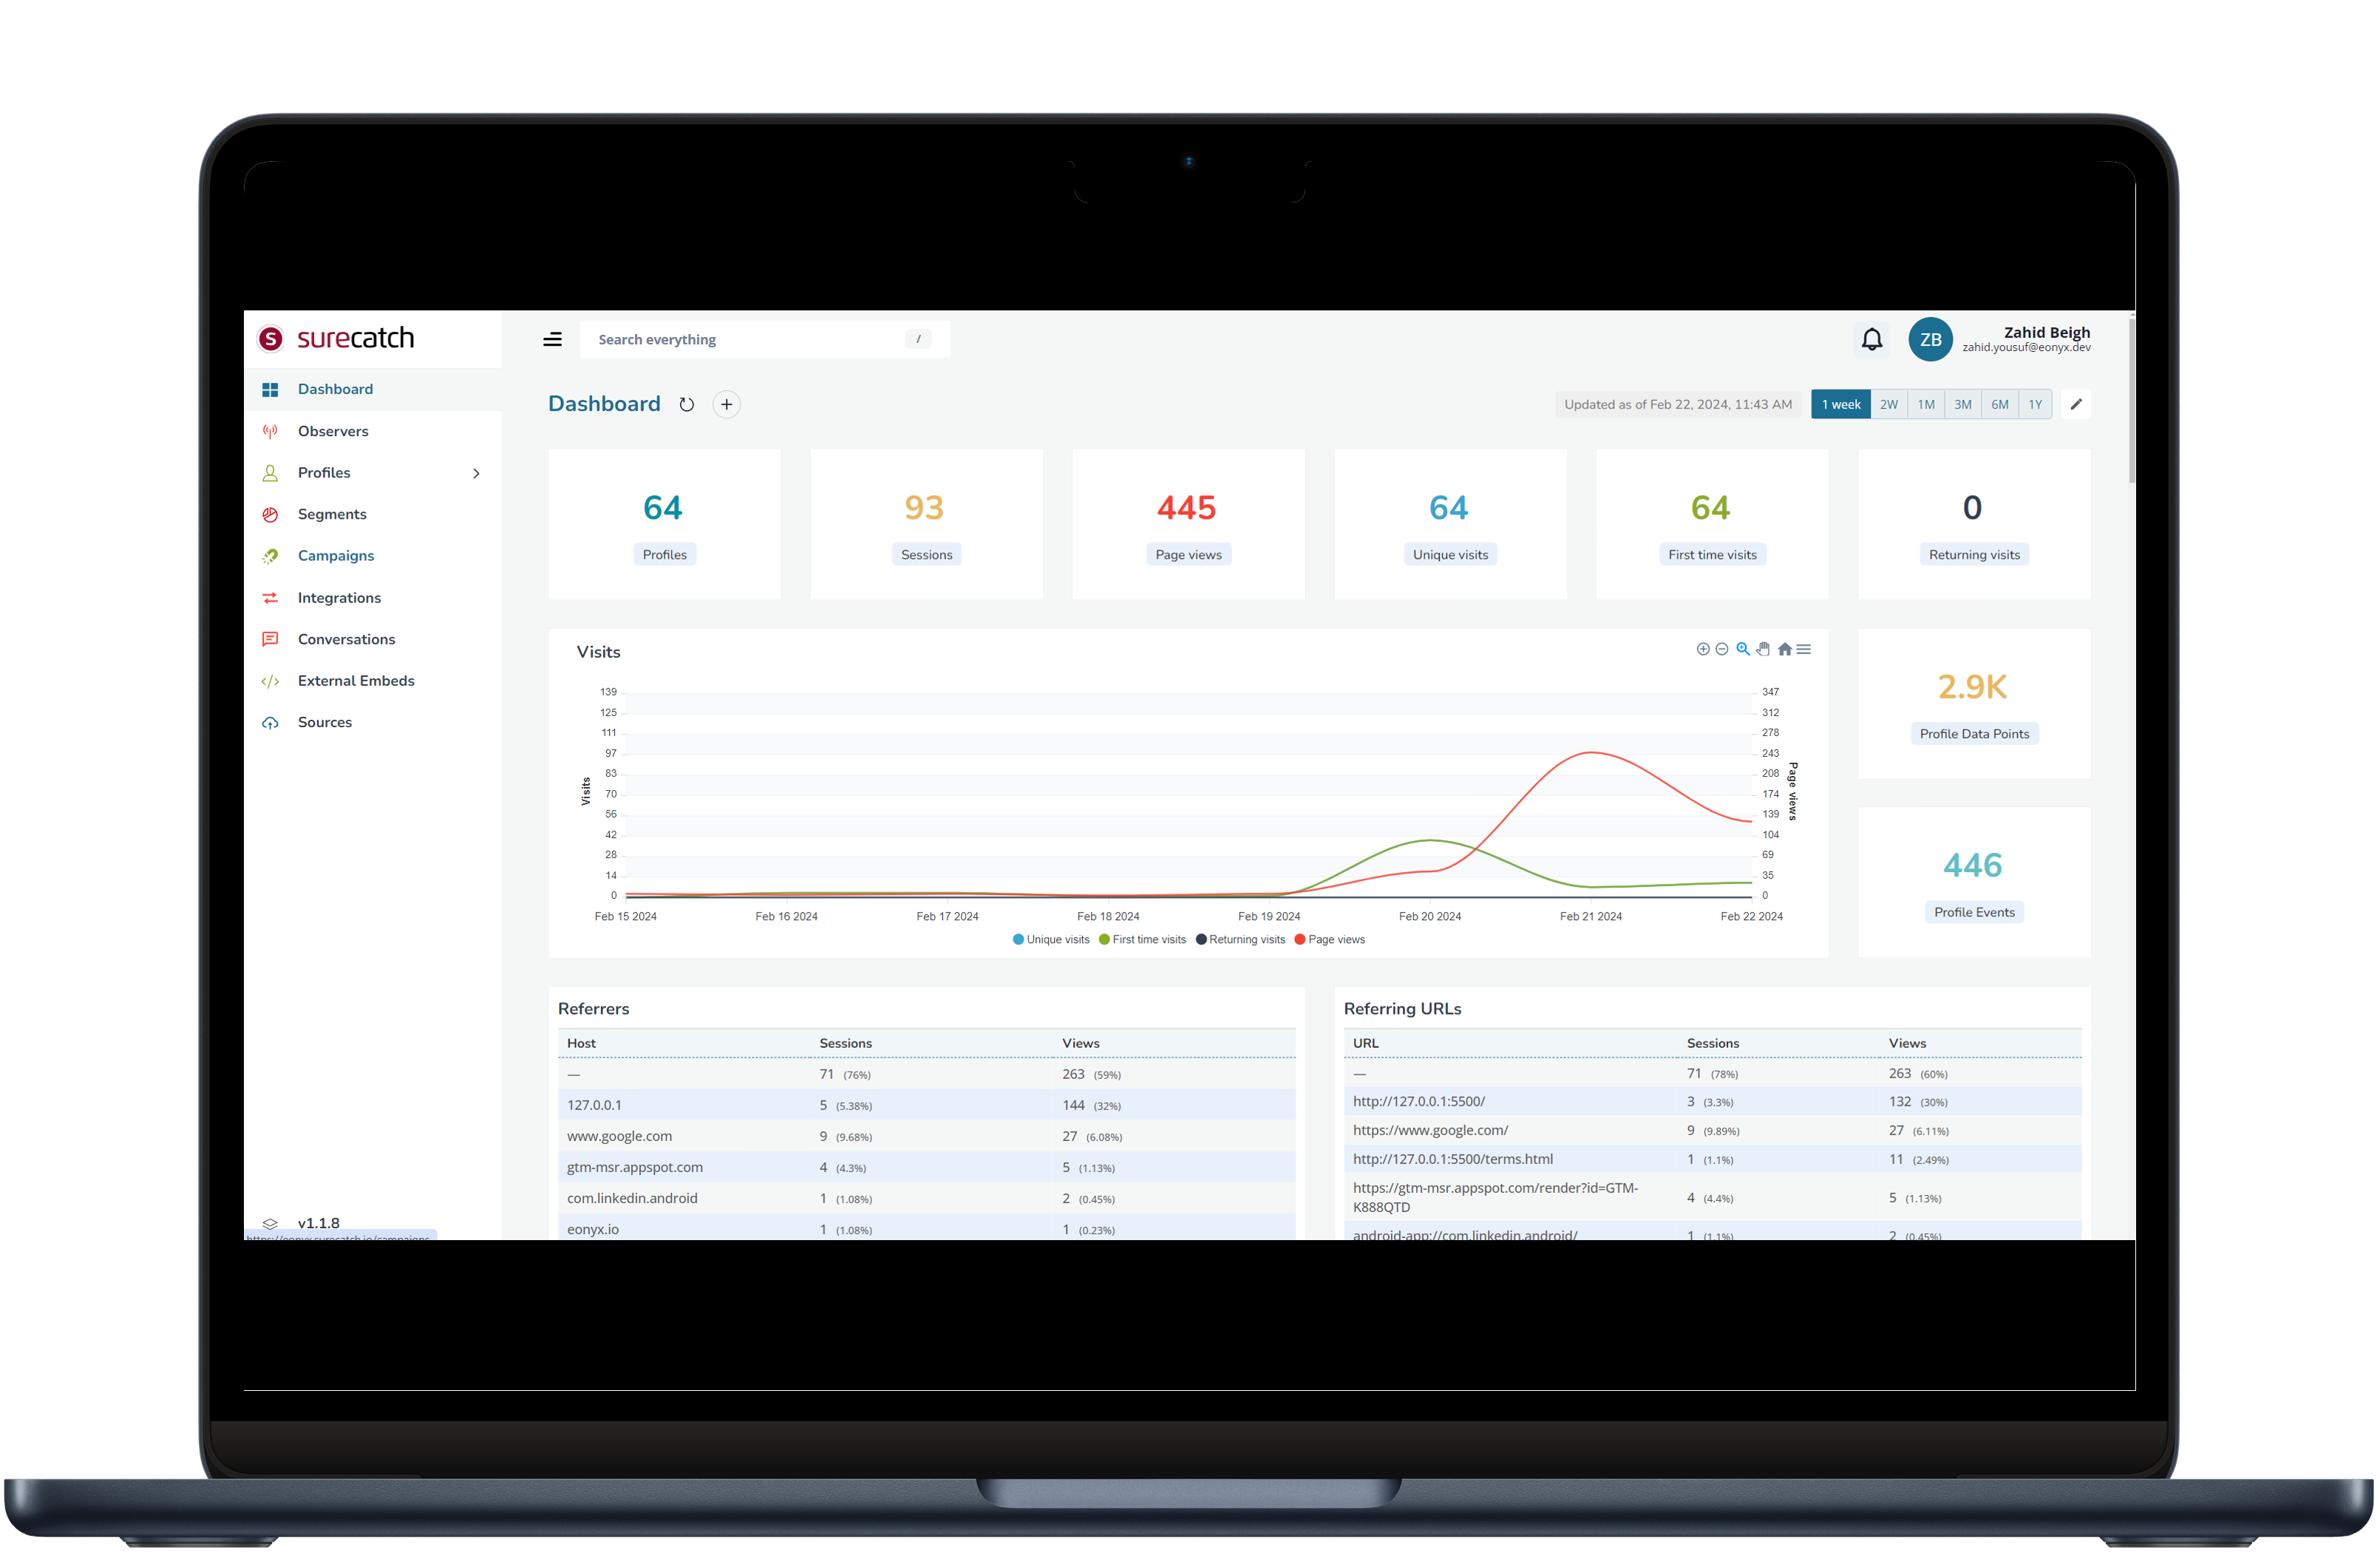 S surecatch
Search everything /
ZB Zahid Beigh
zahid.yousuf@eonyx.dev
Dashboard
Observers
Profiles
Segments
Campaigns
Integrations
Conversations
External Embeds
Sources
v1.1.8
https://eonyx.surecatch.io/campaigns
Dashboard
Updated as of Feb 22, 2024, 11:43 AM
1 week 2W 1M 3M 6M 1Y
64
Profiles
93
Sessions
445
Page views
64
Unique visits
64
First time visits
0
Returning visits
Visits
139
125
111
97
83
70
56
42
28
14
0
Visits
347
312
278
243
208
174
139
104
69
35
0
Page views
Feb 15 2024 Feb 16 2024 Feb 17 2024 Feb 18 2024 Feb 19 2024 Feb 20 2024 Feb 21 2024 Feb 22 2024
Unique visits First time visits Returning visits Page views
2.9K
Profile Data Points
446
Profile Events
Referrers
Host Sessions Views
— 71 (76%) 263 (59%)
127.0.0.1 5 (5.38%) 144 (32%)
www.google.com 9 (9.68%) 27 (6.08%)
gtm-msr.appspot.com 4 (4.3%) 5 (1.13%)
com.linkedin.android 1 (1.08%) 2 (0.45%)
eonyx.io 1 (1.08%) 1 (0.23%)
Referring URLs
URL Sessions Views
— 71 (78%) 263 (60%)
http://127.0.0.1:5500/ 3 (3.3%) 132 (30%)
https://www.google.com/ 9 (9.89%) 27 (6.11%)
http://127.0.0.1:5500/terms.html 1 (1.1%) 11 (2.49%)
https://gtm-msr.appspot.com/render?id=GTM-
K888QTD 4 (4.4%) 5 (1.13%)
android-app://com.linkedin.android/ 1 (1.1%) 2 (0.45%)